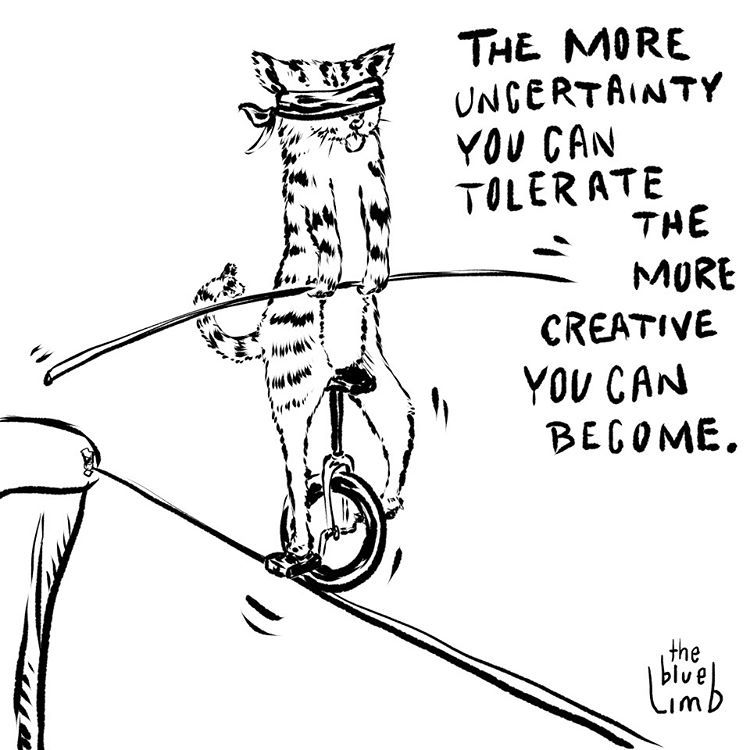 THE MORE
UNCERTAINTY
YOU CAN
TOLERATE
THE
MORE
CREATIVE
YOU CAN
BECOME.
the
blue
Limb